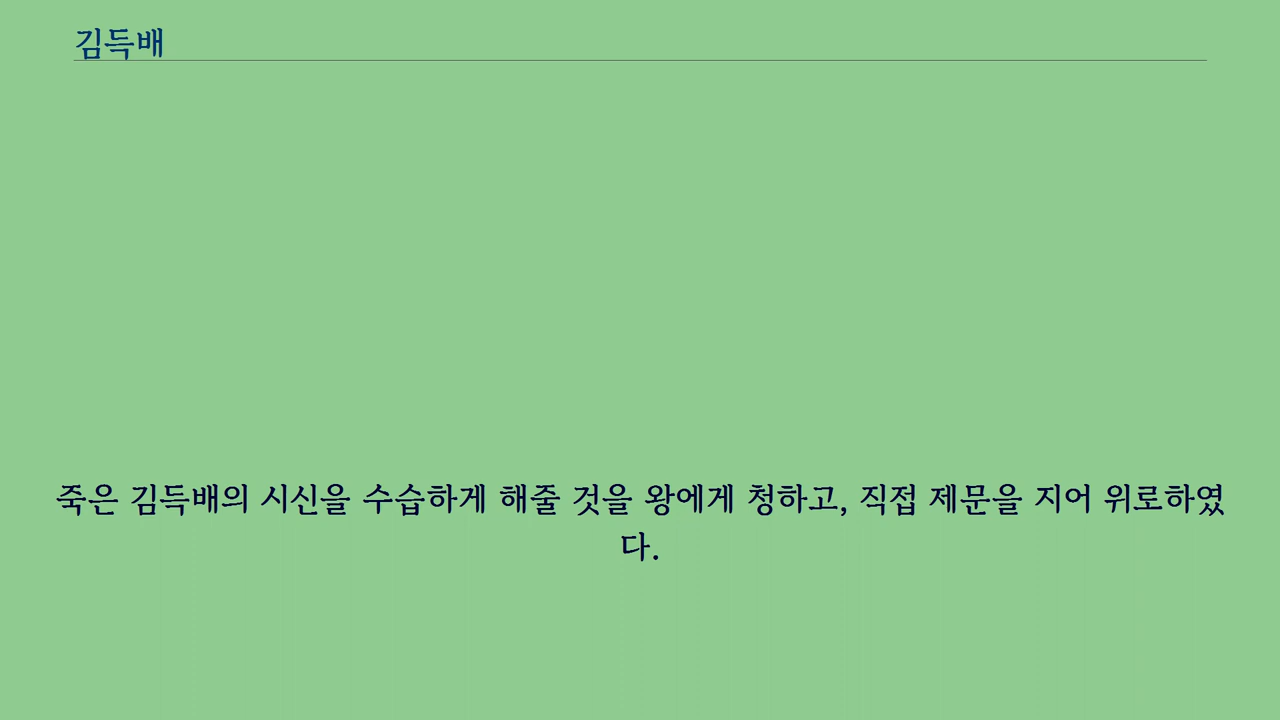 김득배
죽은 김득배의 시신을 수습하게 해줄 것을 왕에게 청하고, 직접 제문을 지어 위로하였
다.